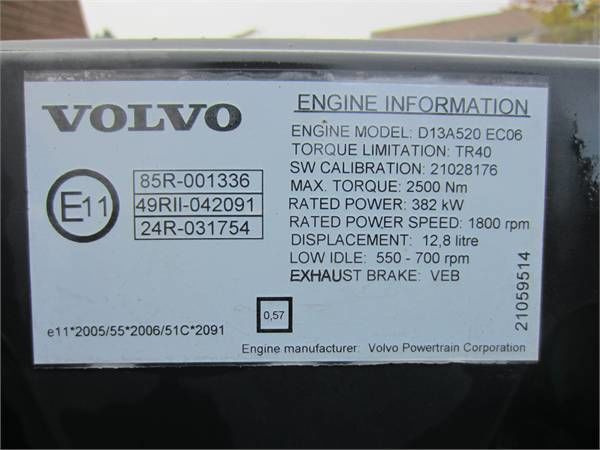 VOLVO
E11
85R-001336
49RII-042091
24R-031754
e11*2005/55*2006/51C*2091
0,57
ENGINE INFORMATION
ENGINE MODEL: D13A520 EC06
TORQUE LIMITATION: TR40
SW CALIBRATION: 21028176
MAX. TORQUE: 2500 Nm
RATED POWER: 382 kW
RATED POWER SPEED: 1800 rpm
DISPLACEMENT: 12,8 litre
LOW IDLE: 550 - 700 rpm
EXHAUST BRAKE: VEB
21059514
Engine manufacturer: Volvo Powertrain Corporation